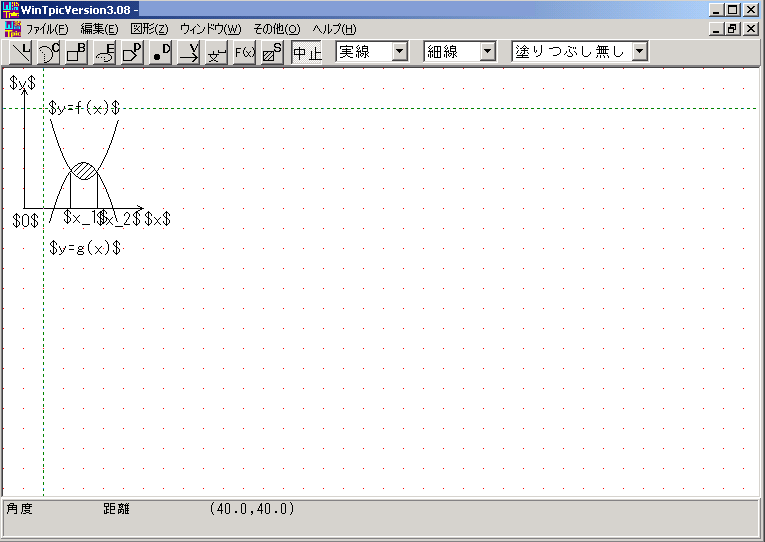 WinTpicVersion3.08 -
ファイル(F) 編集(E) 図形(Z) ウィンドウ(W) その他(O) ヘルプ(H)
L C B E P D V 文 F(x) S 中止 実線 細線 塗りつぶし無し
$y$
$y=f(x)$
$O$ $x_1$ $x_2$ $x$
$y=g(x)$
角度 距離 (40.0,40.0)